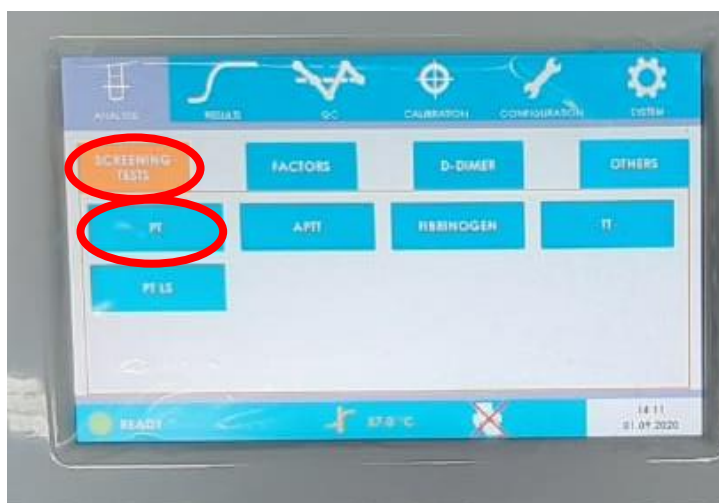 ANALYSIS
RESULTS
QC
CALIBRATION
CONFIGURATION
SYSTEM
SCREENING
TESTS
FACTORS
D-DIMER
OTHERS
PT
APTT
FIBRINOGEN
TT
PT LS
READY
37.0 °C
14:11
01.09.2020